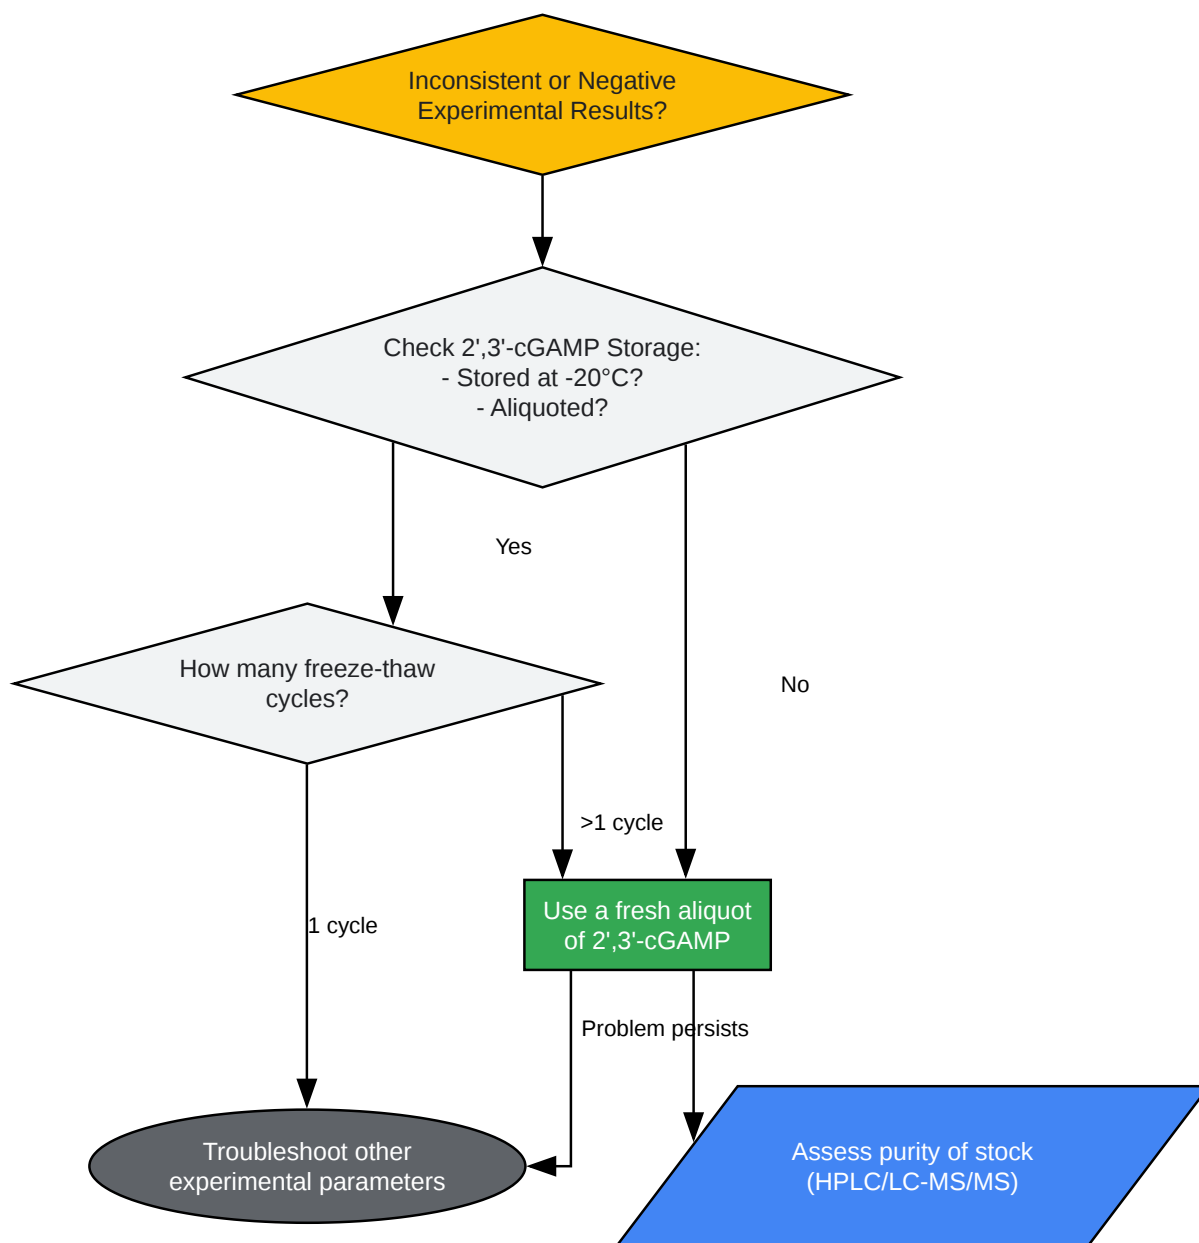 Inconsistent or Negative
Experimental Results?
Check 2',3'-cGAMP Storage:
- Stored at -20°C?
- Aliquoted?
Yes
How many freeze-thaw
cycles?
No
>1 cycle
Use a fresh aliquot
of 2',3'-cGAMP
1 cycle
Problem persists
Troubleshoot other
experimental parameters
Assess purity of stock
(HPLC/LC-MS/MS)